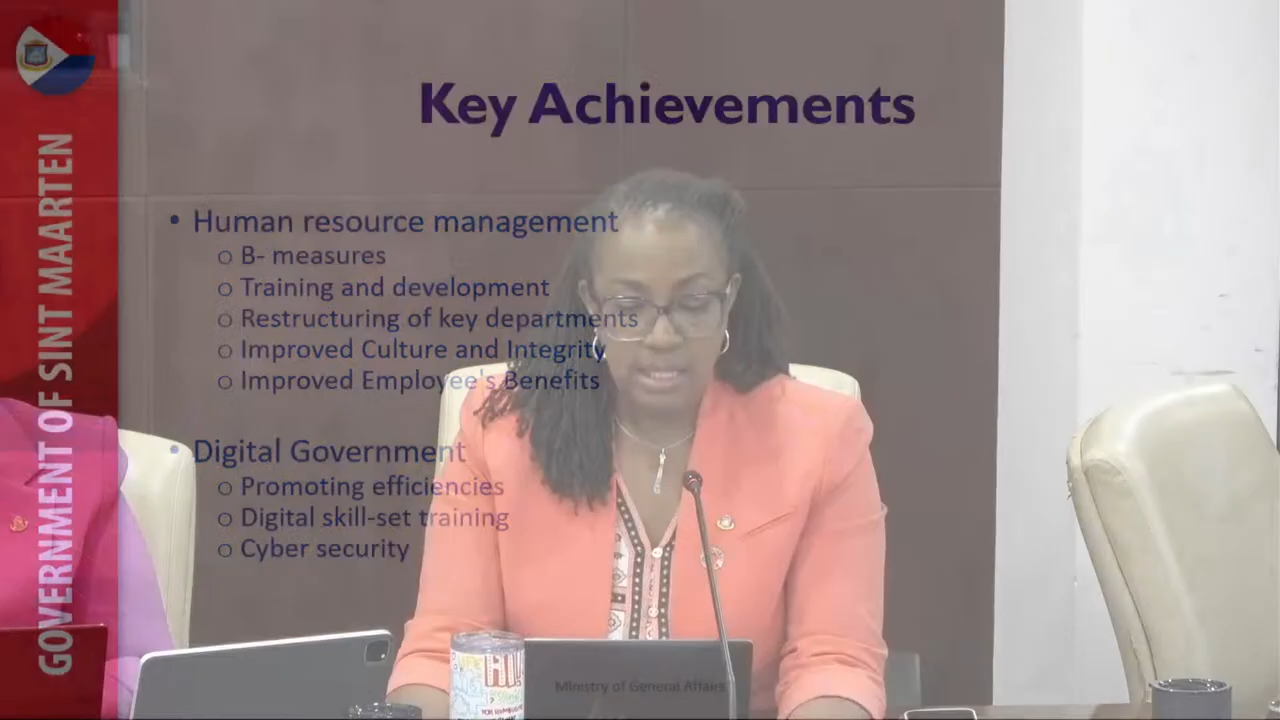 GOVERNMENT OF SINT MAARTEN
Key Achievements
• Human resource management
o B- measures
o Training and development
o Restructuring of key departments
o Improved Culture and Integrity
o Improved Employee's Benefits
• Digital Government
o Promoting efficiencies
o Digital skill-set training
o Cyber security
Ministry of General Affairs